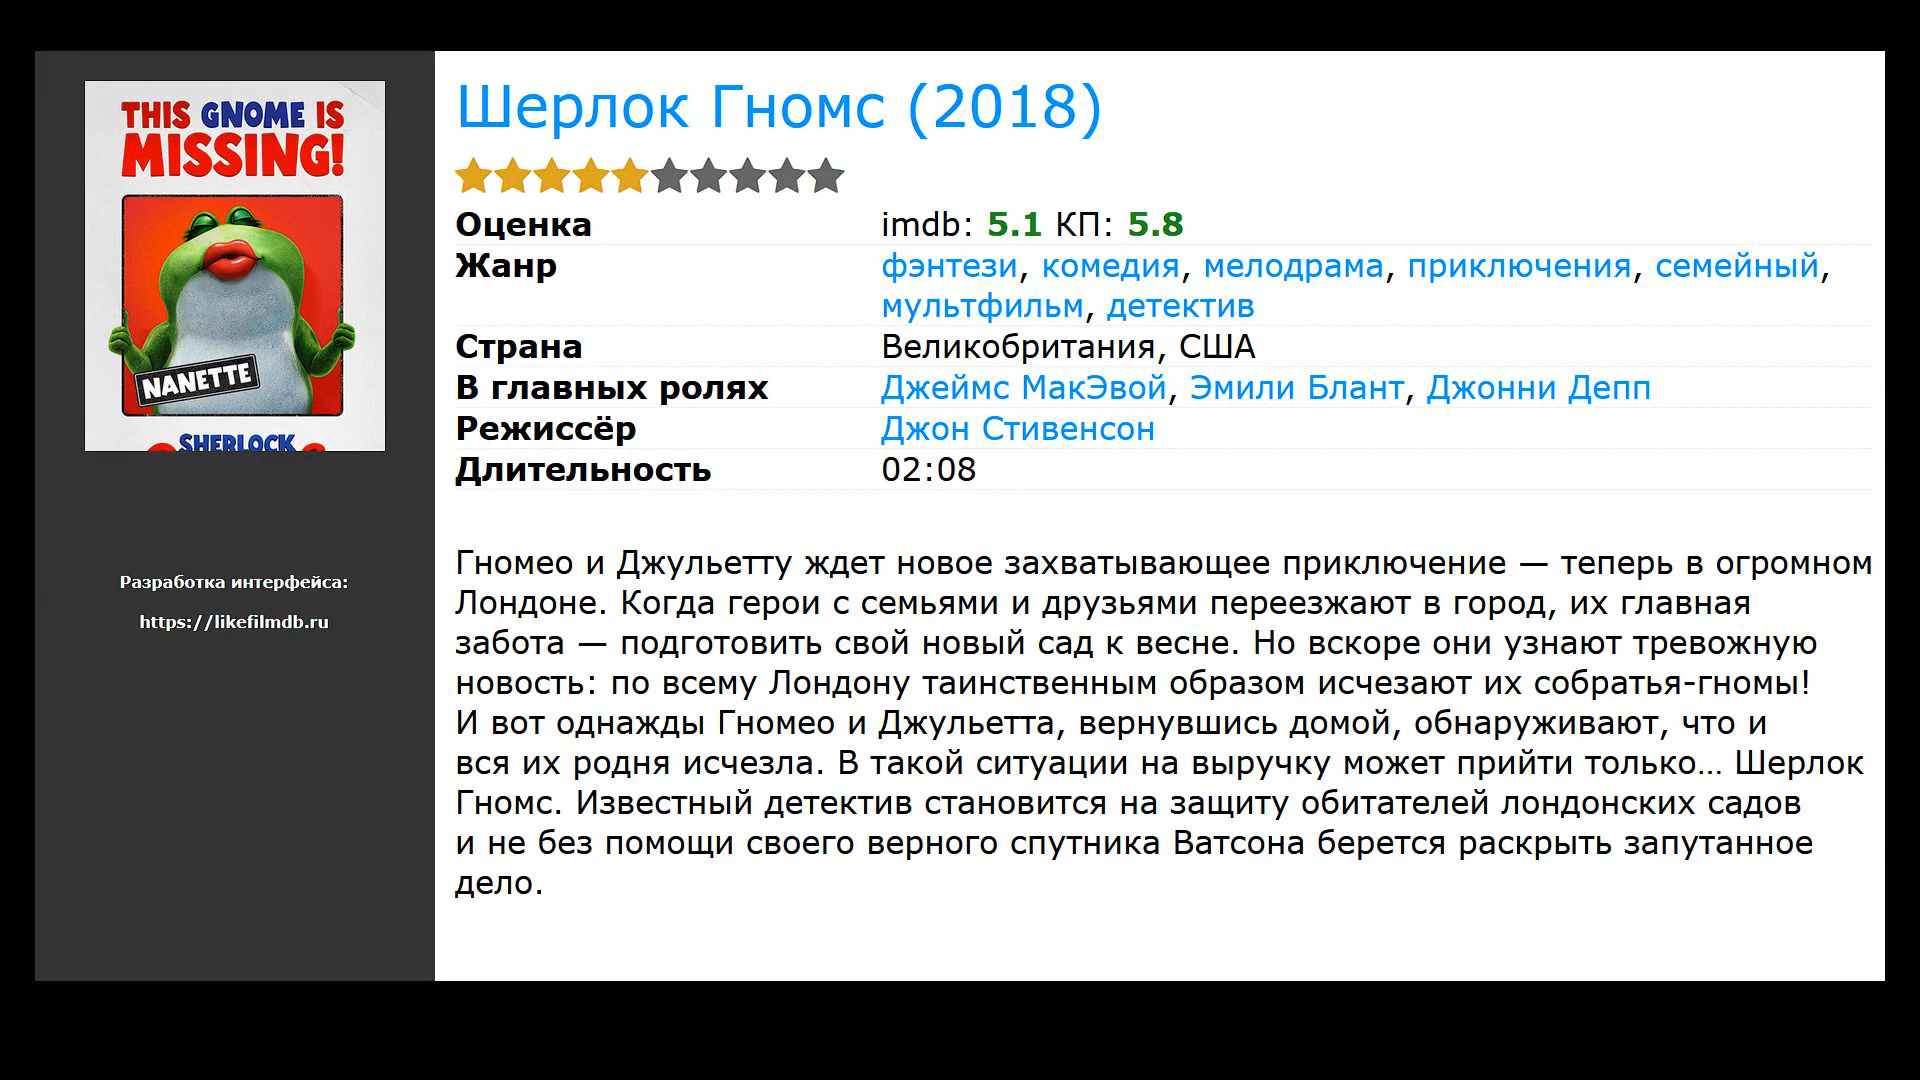 THIS GNOME IS
MISSING!
NANETTE
SHERLOCK
Разработка интерфейса:
https://likefilmdb.ru
Шерлок Гномс (2018)
Оценка imdb: 5.1 КП: 5.8
Жанр фэнтези, комедия, мелодрама, приключения, семейный,
мультфильм, детектив
Страна Великобритания, США
В главных ролях Джеймс МакЭвой, Эмили Блант, Джонни Депп
Режиссёр Джон Стивенсон
Длительность 02:08
Гномео и Джульетту ждет новое захватывающее приключение — теперь в огромном
Лондоне. Когда герои с семьями и друзьями переезжают в город, их главная
забота — подготовить свой новый сад к весне. Но вскоре они узнают тревожную
новость: по всему Лондону таинственным образом исчезают их собратья-гномы!
И вот однажды Гномео и Джульетта, вернувшись домой, обнаруживают, что и
вся их родня исчезла. В такой ситуации на выручку может прийти только… Шерлок
Гномс. Известный детектив становится на защиту обитателей лондонских садов
и не без помощи своего верного спутника Ватсона берется раскрыть запутанное
дело.